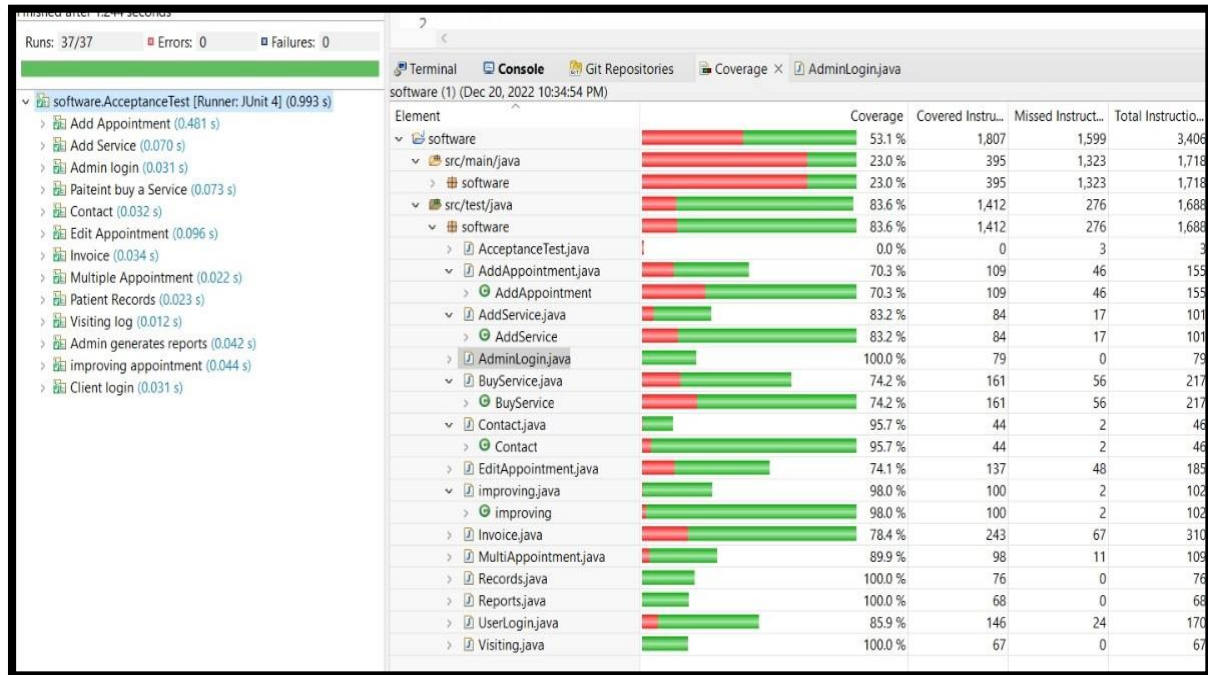 Finished after 1.244 seconds
Runs: 37/37 Errors: 0 Failures: 0
software.AcceptanceTest [Runner: JUnit 4] (0.993 s)
Add Appointment (0.481 s)
Add Service (0.070 s)
Admin login (0.031 s)
Paiteint buy a Service (0.073 s)
Contact (0.032 s)
Edit Appointment (0.096 s)
Invoice (0.034 s)
Multiple Appointment (0.022 s)
Patient Records (0.023 s)
Visiting log (0.012 s)
Admin generates reports (0.042 s)
improving appointment (0.044 s)
Client login (0.031 s)
Terminal Console Git Repositories Coverage AdminLogin.java
software (1) (Dec 20, 2022 10:34:54 PM)
Element Coverage Covered Instru... Missed Instruct... Total Instructio...
software 53.1 % 1,807 1,599 3,406
src/main/java 23.0 % 395 1,323 1,718
software 23.0 % 395 1,323 1,718
src/test/java 83.6 % 1,412 276 1,688
software 83.6 % 1,412 276 1,688
AcceptanceTest.java 0.0 % 0 3 3
AddAppointment.java 70.3 % 109 46 155
AddAppointment 70.3 % 109 46 155
AddService.java 83.2 % 84 17 101
AddService 83.2 % 84 17 101
AdminLogin.java 100.0 % 79 0 79
BuyService.java 74.2 % 161 56 217
BuyService 74.2 % 161 56 217
Contact.java 95.7 % 44 2 46
Contact 95.7 % 44 2 46
EditAppointment.java 74.1 % 137 48 185
improving.java 98.0 % 100 2 102
improving 98.0 % 100 2 102
Invoice.java 78.4 % 243 67 310
MultiAppointment.java 89.9 % 98 11 109
Records.java 100.0 % 76 0 76
Reports.java 100.0 % 68 0 68
UserLogin.java 85.9 % 146 24 170
Visiting.java 100.0 % 67 0 67